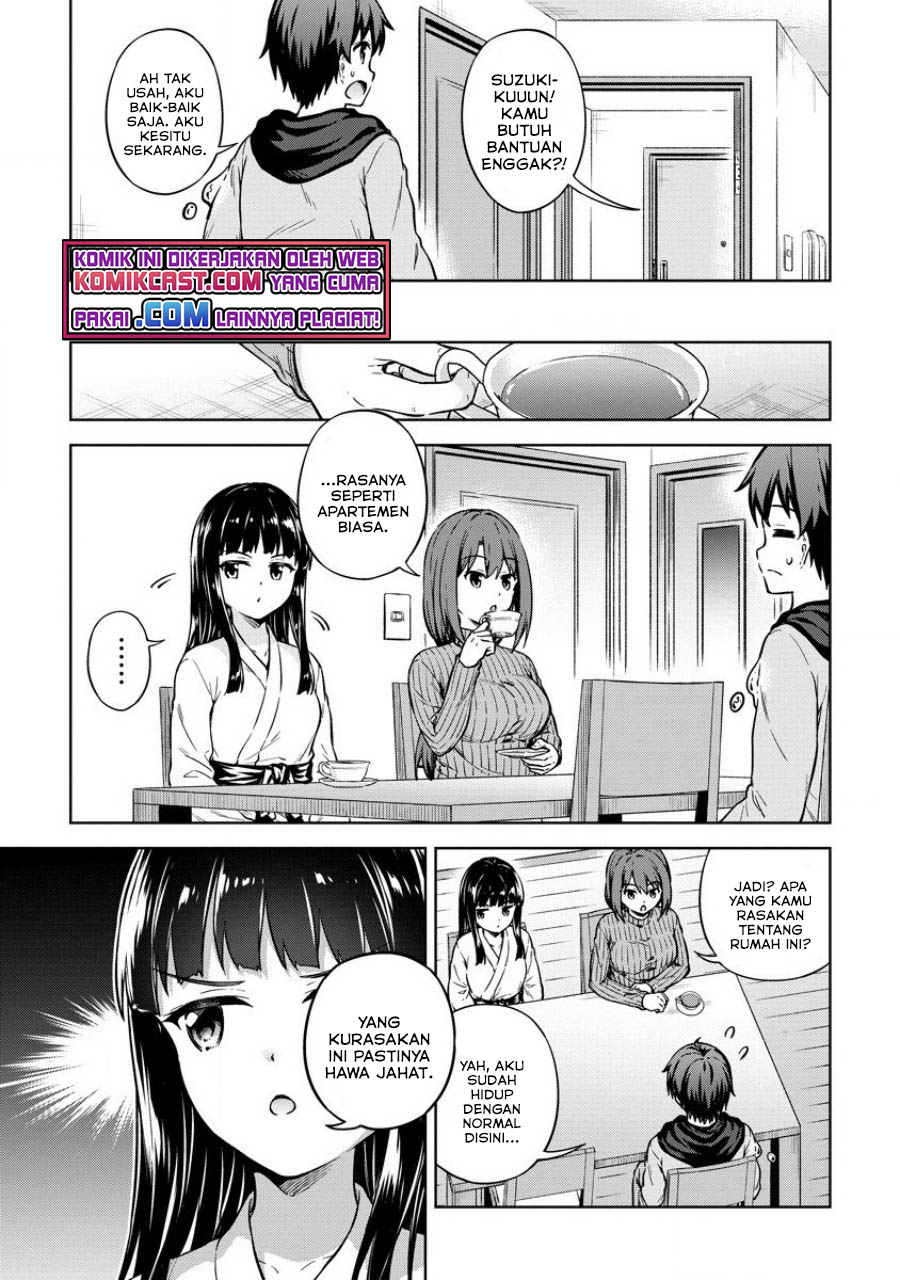 SUZUKI-
KUUUN!
KAMU
BUTUH
BANTUAN
ENGGAK?!
AH TAK
USAH, AKU
BAIK-BAIK
SAJA. AKU
KESITU
SEKARANG.
KOMIK INI DIKERJAKAN OLEH WEB
KOMIKCAST.COM YANG CUMA
PAKAI .COM LAINNYA PLAGIAT!
...RASANYA
SEPERTI
APARTEMEN
BIASA.
......
JADI? APA
YANG KAMU
RASAKAN
TENTANG
RUMAH INI?
YAH, AKU
SUDAH
HIDUP
DENGAN
NORMAL
DISINI...
YANG
KURASAKAN
INI PASTINYA
HAWA JAHAT.